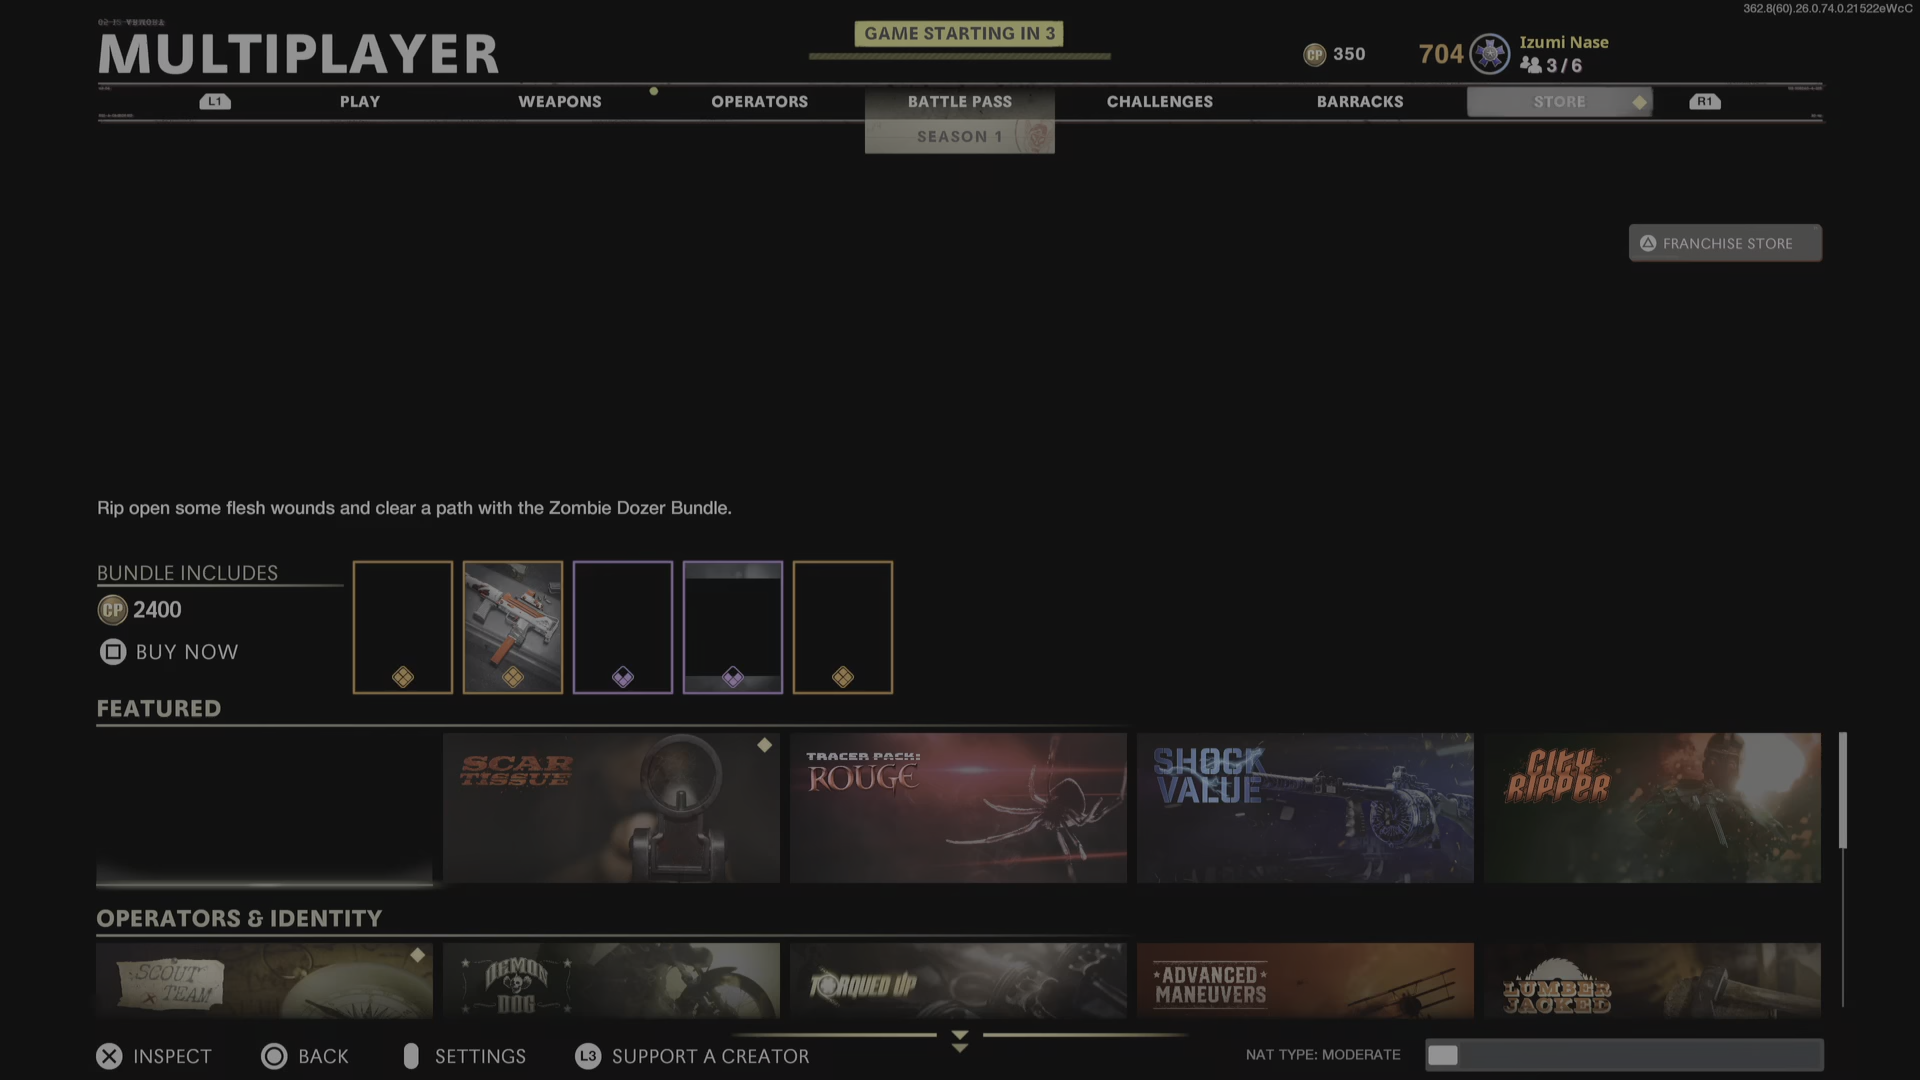 362.8(60).26.0.74.0.21522eWcC
MULTIPLAYER
GAME STARTING IN 3
CP 350
704
Izumi Nase
3 / 6
L1
PLAY
WEAPONS
OPERATORS
BATTLE PASS
CHALLENGES
BARRACKS
STORE
R1
SEASON 1
FRANCHISE STORE
Rip open some flesh wounds and clear a path with the Zombie Dozer Bundle.
BUNDLE INCLUDES
CP 2400
BUY NOW
FEATURED
SCAR
TISSUE
TRACER PACK:
ROUGE
SHOCK
VALUE
CITY
RIPPER
OPERATORS & IDENTITY
SCOUT
TEAM
DEMON
DOG
TORQUED UP
ADVANCED
MANEUVERS
LUMBER
JACKED
INSPECT
BACK
SETTINGS
L3 SUPPORT A CREATOR
NAT TYPE: MODERATE